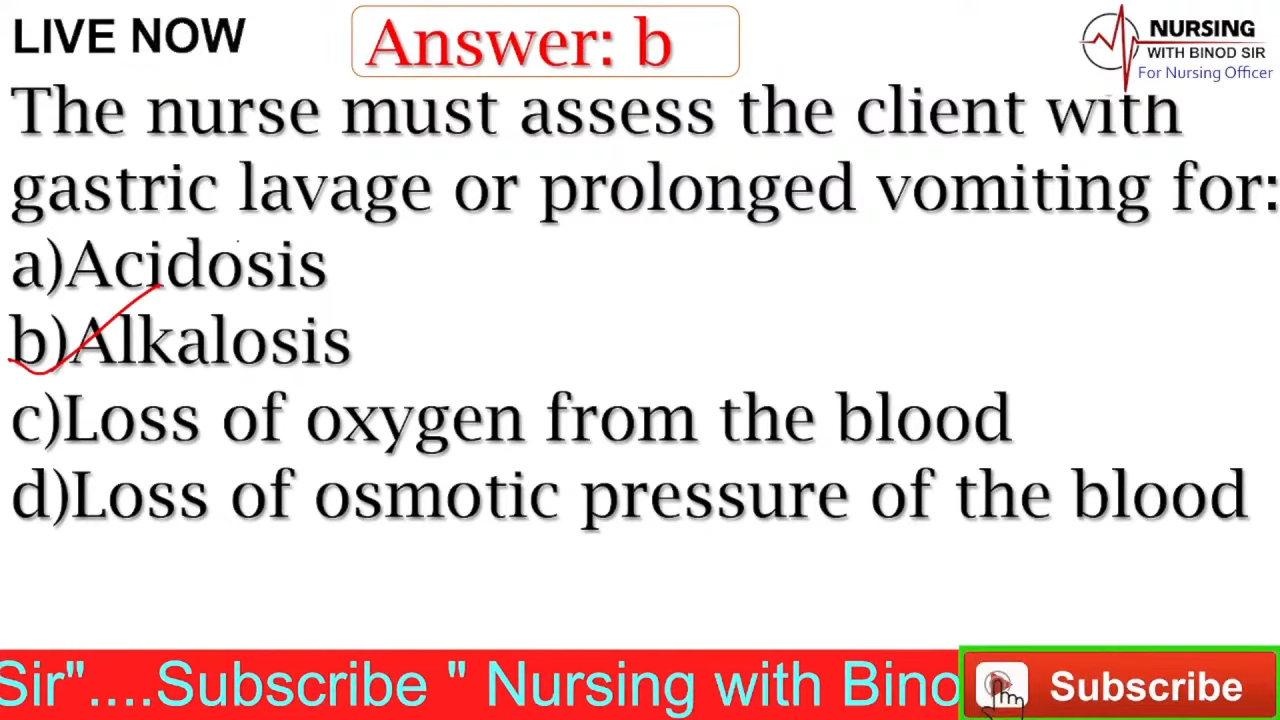 LIVE NOW
Answer: b
NURSING
WITH BINOD SIR
For Nursing Officer
The nurse must assess the client with
gastric lavage or prolonged vomiting for:
a)Acidosis
b)Alkalosis
c)Loss of oxygen from the blood
d)Loss of osmotic pressure of the blood
Sir"....Subscribe " Nursing with Bino
Subscribe